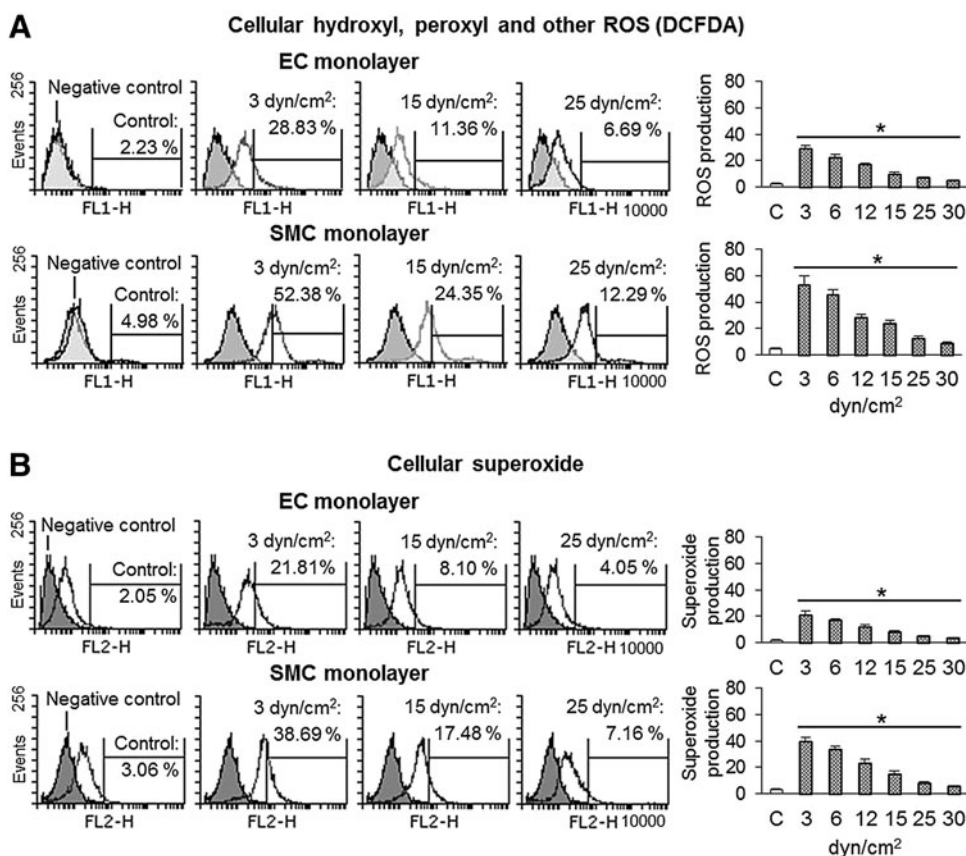 A
Cellular hydroxyl, peroxyl and other ROS (DCFDA)
EC monolayer
256
Events
Negative control
Control:
2.23 %
FL1-H
3 dyn/cm²:
28.83 %
FL1-H
15 dyn/cm²:
11.36 %
FL1-H
25 dyn/cm²:
6.69 %
FL1-H 10000
ROS production
80
60
40
20
0
C 3 6 12 15 25 30
*
SMC monolayer
256
Events
Negative control
Control:
4.98 %
FL1-H
3 dyn/cm²:
52.38 %
FL1-H
15 dyn/cm²:
24.35 %
FL1-H
25 dyn/cm²:
12.29 %
FL1-H 10000
ROS production
80
60
40
20
0
C 3 6 12 15 25 30
dyn/cm²
*
B
Cellular superoxide
EC monolayer
256
Events
Negative control
Control:
2.05 %
FL2-H
3 dyn/cm²:
21.81%
FL2-H
15 dyn/cm²:
8.10 %
FL2-H
25 dyn/cm²:
4.05 %
FL2-H 10000
Superoxide
production
80
60
40
20
0
C 3 6 12 15 25 30
*
SMC monolayer
256
Events
Negative control
Control:
3.06 %
FL2-H
3 dyn/cm²:
38.69 %
FL2-H
15 dyn/cm²:
17.48 %
FL2-H
25 dyn/cm²:
7.16 %
FL2-H 10000
Superoxide
production
80
60
40
20
0
C 3 6 12 15 25 30
dyn/cm²
*